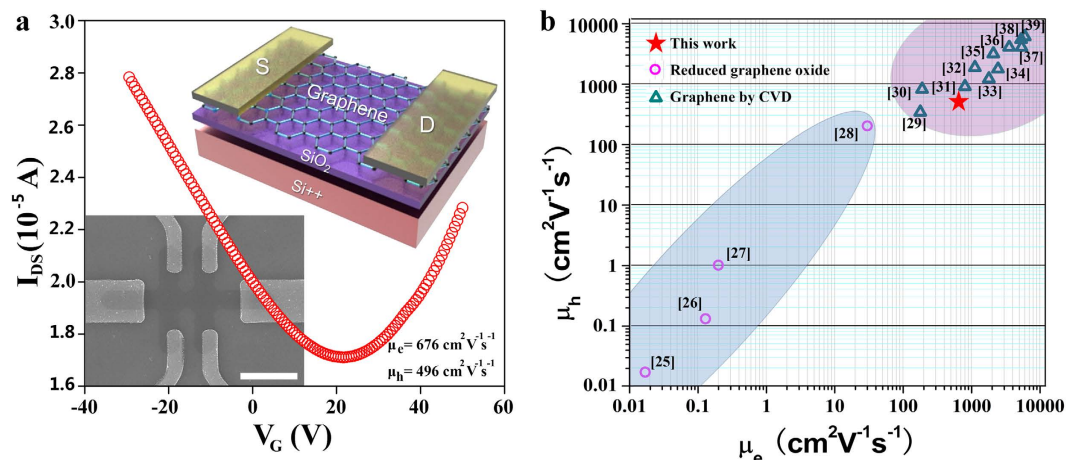 a
I_DS (10⁻⁵ A)
3.0
2.8
2.6
2.4
2.2
2.0
1.8
1.6
-40
-20
0
20
40
60
V_G (V)
S
Graphene
D
SiO₂
Si++
μ_e = 676 cm²V⁻¹s⁻¹
μ_h = 496 cm²V⁻¹s⁻¹
b
μ_h (cm²V⁻¹s⁻¹)
10000
1000
100
10
1
0.1
0.01
This work
Reduced graphene oxide
Graphene by CVD
[39]
[38]
[37]
[36]
[35]
[34]
[33]
[32]
[31]
[30]
[29]
[28]
[27]
[26]
[25]
0.01
0.1
1
10
100
1000
10000
μ_e (cm²V⁻¹s⁻¹)